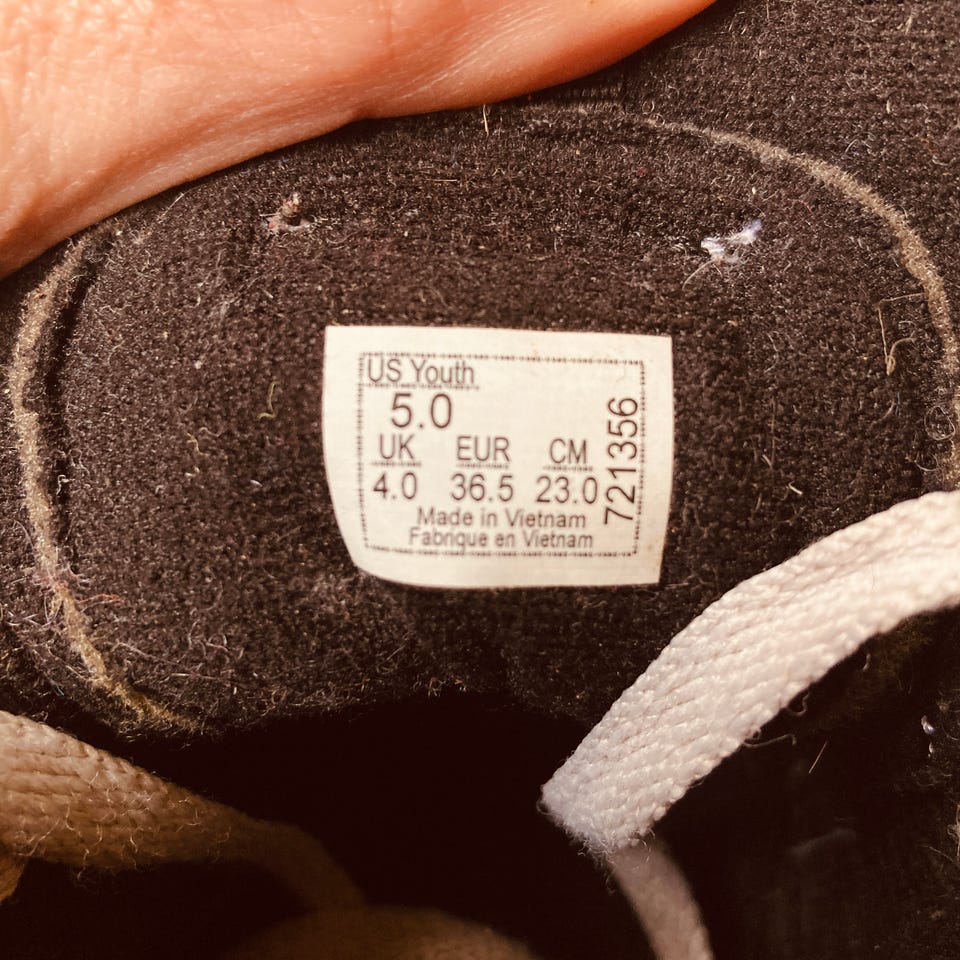 US Youth
5.0
UK EUR CM
4.0 36.5 23.0
Made in Vietnam
Fabrique en Vietnam
721356